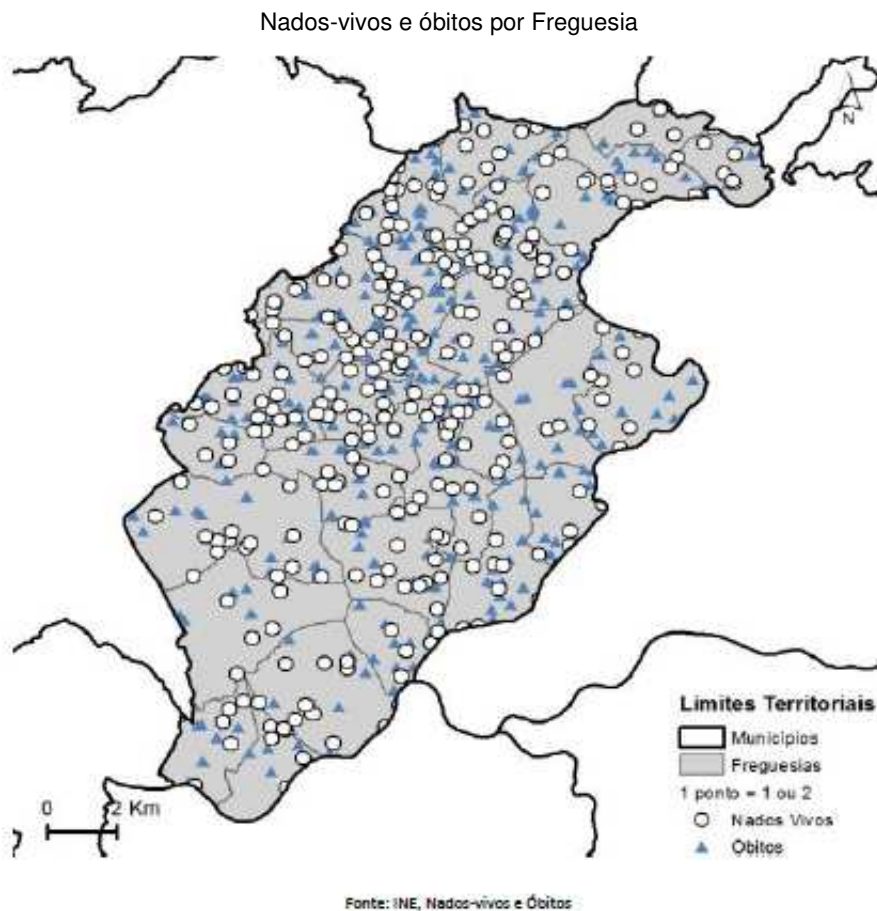 Nados-vivos e óbitos por Freguesia
N
Limites Territoriais
Municípios
Freguesias
1 ponto = 1 ou 2
Nados Vivos
Óbitos
0 2 Km
Fonte: INE, Nados-vivos e Óbitos